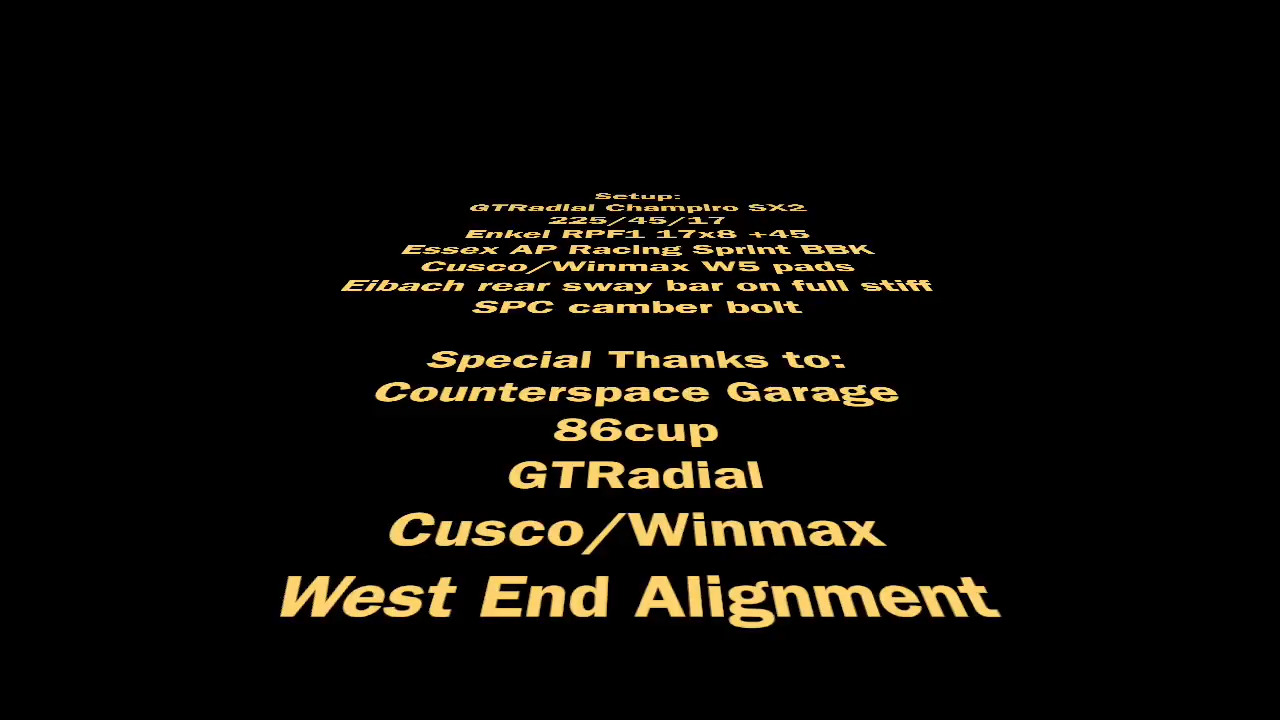 Setup:
GTRadial Champiro SX2
225/45/17
Enkei RPF1 17x8 +45
Essex AP Racing Sprint BBK
Cusco/Winmax W5 pads
Eibach rear sway bar on full stiff
SPC camber bolt
Special Thanks to:
Counterspace Garage
86cup
GTRadial
Cusco/Winmax
West End Alignment